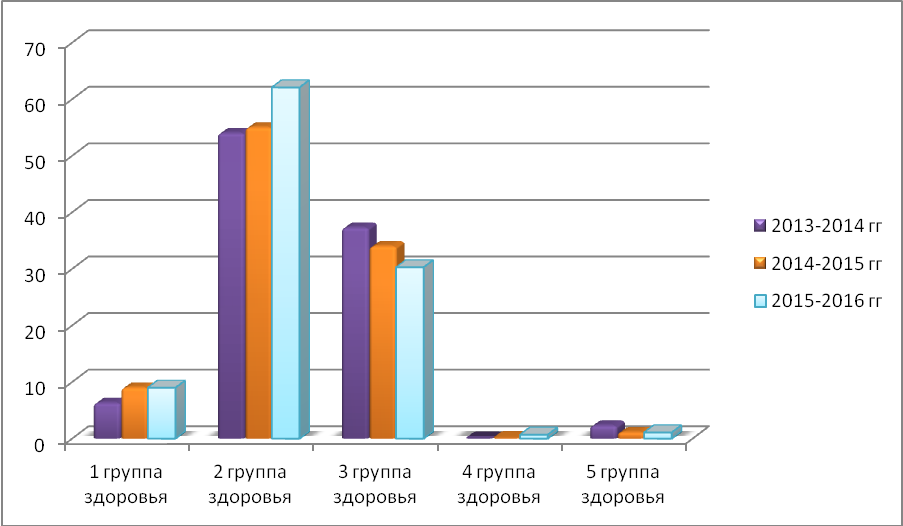 70
60
50
40
30
20
10
0
1 группа
здоровья
2 группа
здоровья
3 группа
здоровья
4 группа
здоровья
5 группа
здоровья
2013-2014 гг
2014-2015 гг
2015-2016 гг